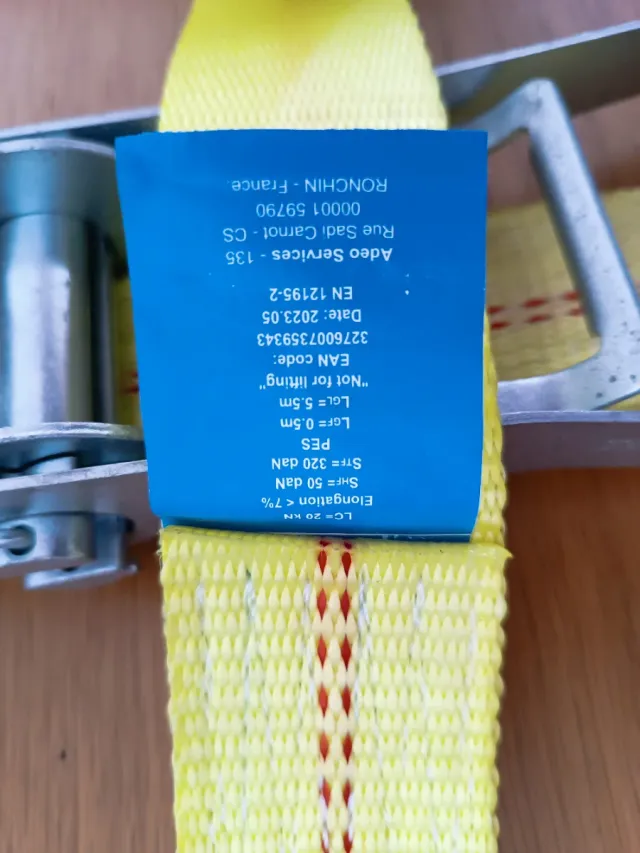 LC= 20 KN
Elongation < 7%
SHF= 50 daN
STF= 320 daN
PES
LGF= 0.5m
LGL= 5.5m
"Not for lifting"
EAN code:
3276007359343
Date: 2023.05
EN 12195-2
Adeo Services - 135
Rue Sadi Carnot - CS
00001 59790
RONCHIN - France.